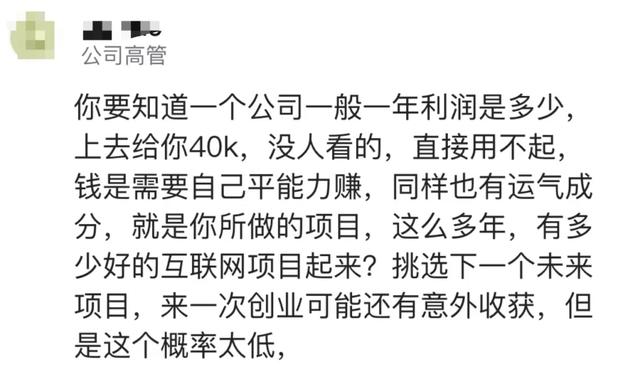 公司高管
你要知道一个公司一般一年利润是多少，
上去给你40k，没人看的，直接用不起，
钱是需要自己平能力赚，同样也有运气成
分，就是你所做的项目，这么多年，有多
少好的互联网项目起来？挑选下一个未来
项目，来一次创业可能还有意外收获，但
是这个概率太低，